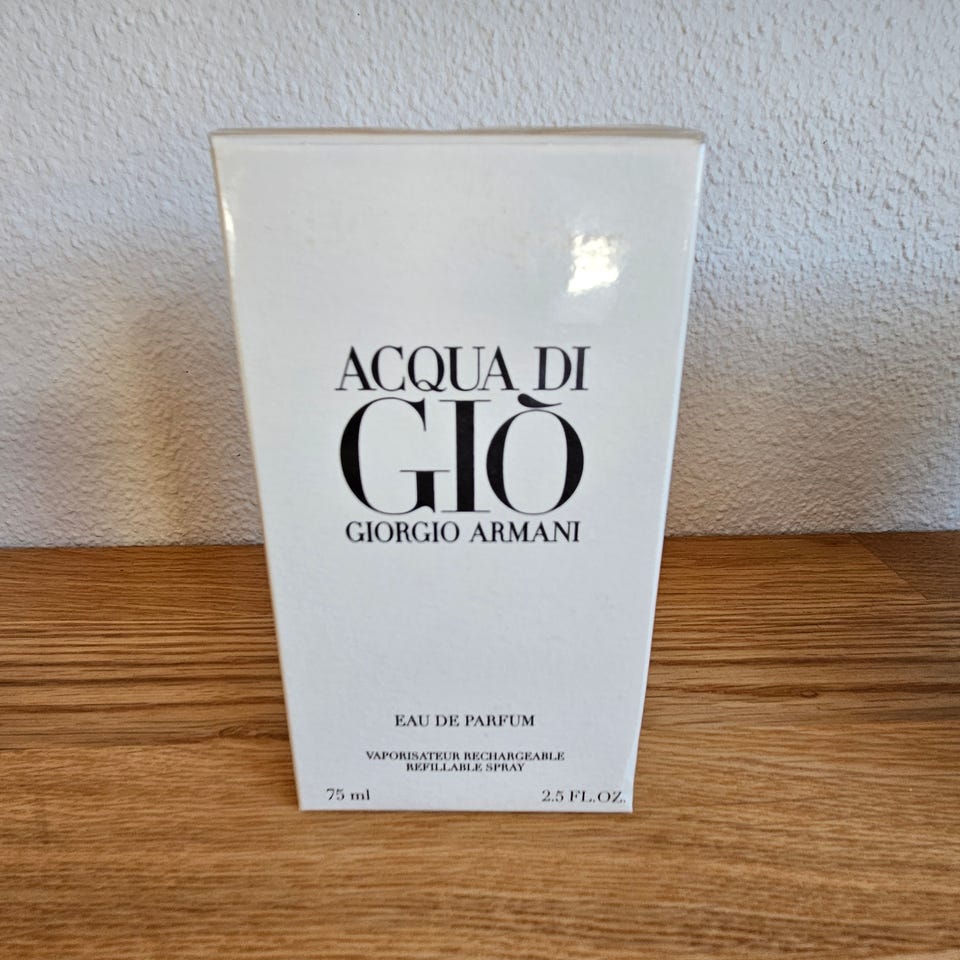 ACQUA DI
GIÒ
GIORGIO ARMANI
EAU DE PARFUM
VAPORISATEUR RECHARGEABLE
REFILLABLE SPRAY
75 ml 2.5 FL.OZ.